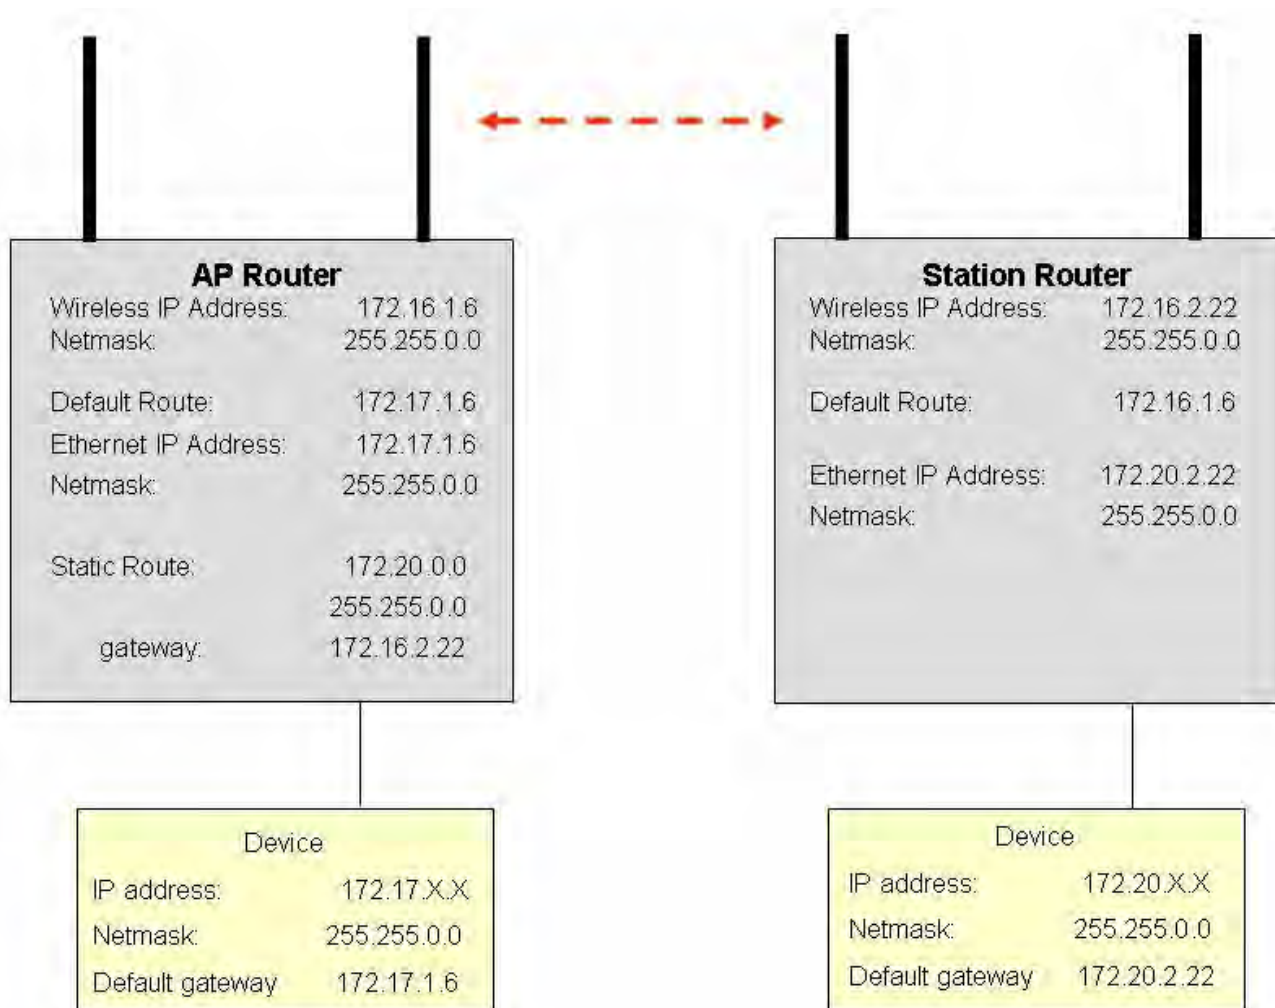 AP Router
Wireless IP Address: 172.16.1.6
Netmask: 255.255.0.0
Default Route: 172.17.1.6
Ethernet IP Address: 172.17.1.6
Netmask: 255.255.0.0
Static Route: 172.20.0.0
255.255.0.0
gateway: 172.16.2.22
Device
IP address: 172.17.X.X
Netmask: 255.255.0.0
Default gateway 172.17.1.6
Station Router
Wireless IP Address: 172.16.2.22
Netmask: 255.255.0.0
Default Route: 172.16.1.6
Ethernet IP Address: 172.20.2.22
Netmask: 255.255.0.0
Device
IP address: 172.20.X.X
Netmask: 255.255.0.0
Default gateway 172.20.2.22